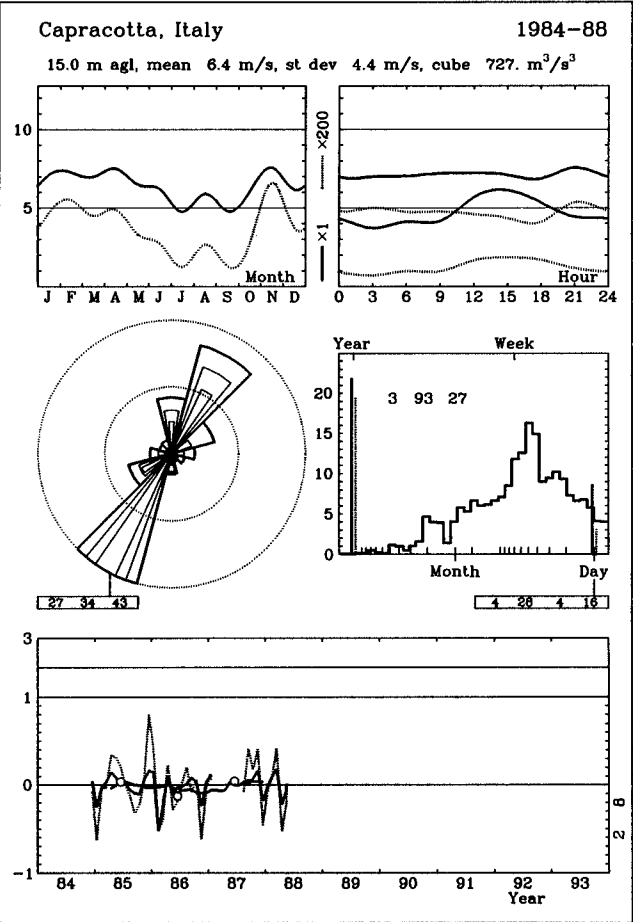 Capracotta, Italy 1984-88
15.0 m agl, mean 6.4 m/s, st dev 4.4 m/s, cube 727. m³/s³
10
5
×1 ×200
Month
J F M A M J J A S O N D
Hour
0 3 6 9 12 15 18 21 24
Year Week
20
15
10
5
0
3 93 27
Month Day
27 34 43
4 26 4 16
3
1
0
-1
2 8
84 85 86 87 88 89 90 91 92 93
Year